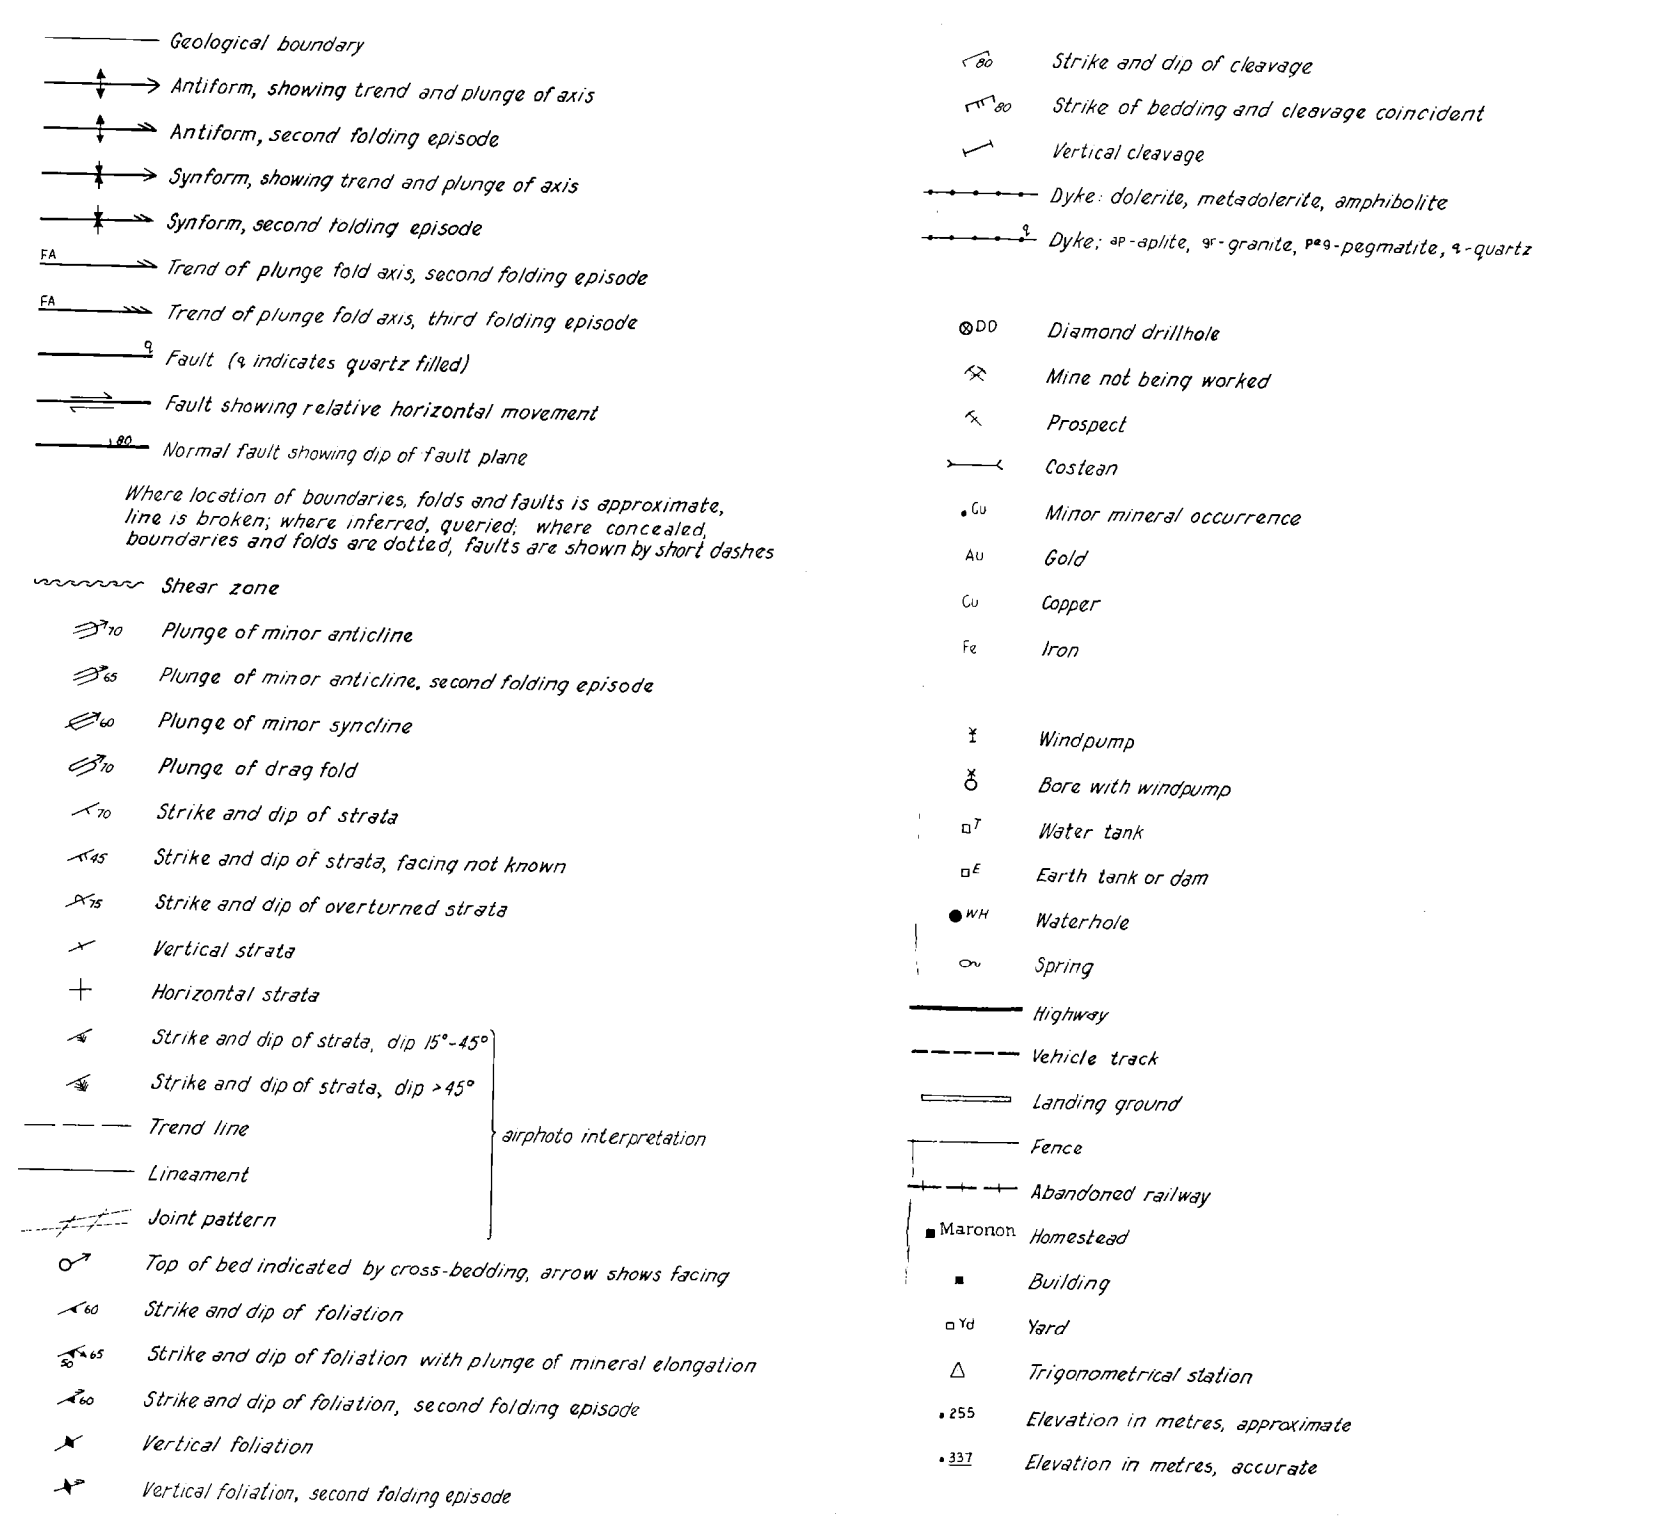 Geological boundary
Antiform, showing trend and plunge of axis
Antiform, second folding episode
Synform, showing trend and plunge of axis
Synform, second folding episode
FA Trend of plunge fold axis, second folding episode
FA Trend of plunge fold axis, third folding episode
q Fault (q indicates quartz filled)
Fault showing relative horizontal movement
80 Normal fault showing dip of fault plane
Where location of boundaries, folds and faults is approximate,
line is broken; where inferred, queried; where concealed,
boundaries and folds are dotted, faults are shown by short dashes
Shear zone
70 Plunge of minor anticline
65 Plunge of minor anticline, second folding episode
60 Plunge of minor syncline
70 Plunge of drag fold
70 Strike and dip of strata
45 Strike and dip of strata, facing not known
75 Strike and dip of overturned strata
Vertical strata
Horizontal strata
Strike and dip of strata, dip 15°-45°
Strike and dip of strata, dip >45°
Trend line
airphoto interpretation
Lineament
Joint pattern
Top of bed indicated by cross-bedding, arrow shows facing
60 Strike and dip of foliation
65 50 Strike and dip of foliation with plunge of mineral elongation
60 Strike and dip of foliation, second folding episode
Vertical foliation
Vertical foliation, second folding episode
80 Strike and dip of cleavage
80 Strike of bedding and cleavage coincident
Vertical cleavage
Dyke: dolerite, metadolerite, amphibolite
q Dyke; ap-aplite, gr-granite, peg-pegmatite, q-quartz
DD Diamond drillhole
Mine not being worked
Prospect
Costean
Cu Minor mineral occurrence
Au Gold
Cu Copper
Fe Iron
Windpump
Bore with windpump
T Water tank
E Earth tank or dam
WH Waterhole
Spring
Highway
Vehicle track
Landing ground
Fence
Abandoned railway
Maronon Homestead
Building
Yd Yard
Trigonometrical station
.255 Elevation in metres, approximate
.337 Elevation in metres, accurate